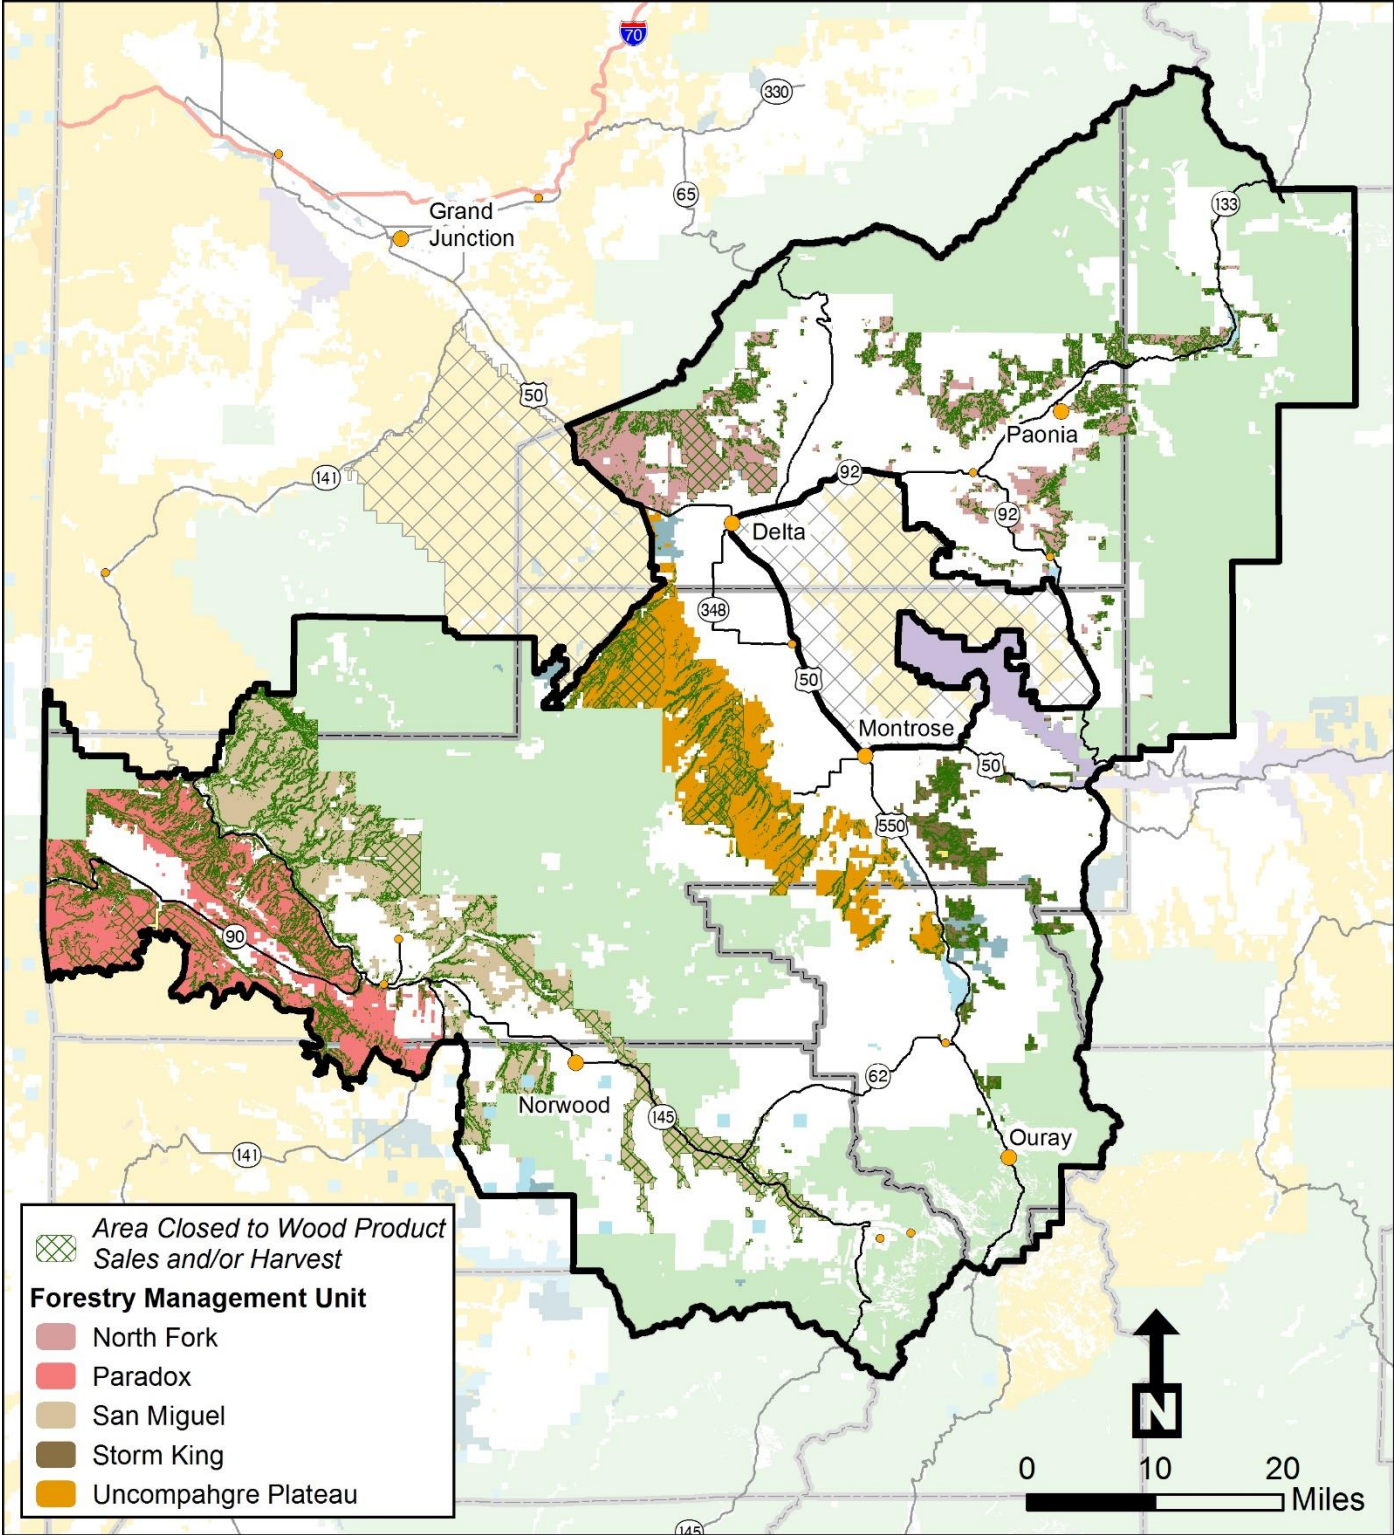 70
330
65
133
Grand
Junction
50
141
Paonia
92
92
Delta
348
50
Montrose
50
550
90
Norwood
62
145
Ouray
141
Area Closed to Wood Product
Sales and/or Harvest
Forestry Management Unit
North Fork
Paradox
San Miguel
Storm King
Uncompahgre Plateau
N
0 10 20
Miles
145